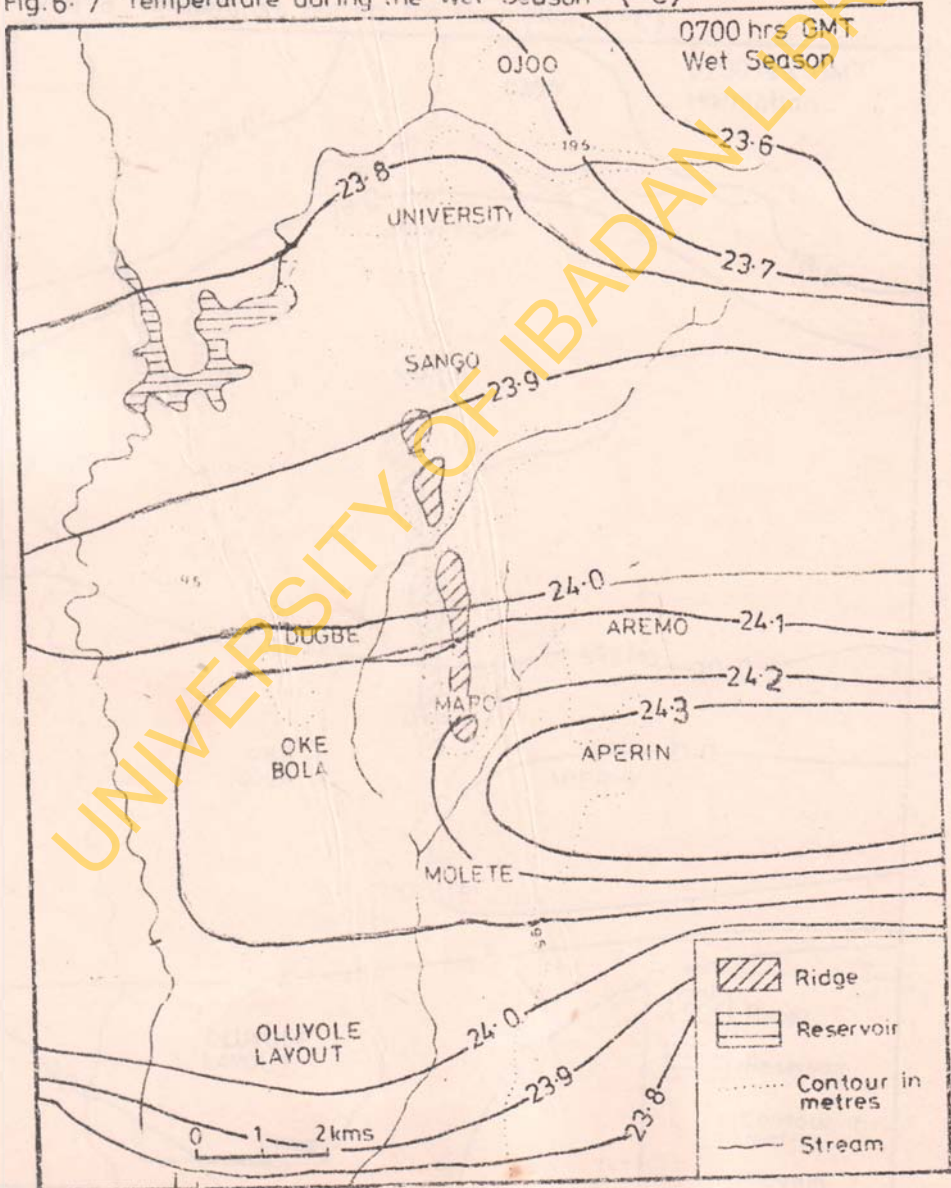 Fig. 6. 7 Temperature during the Wet Season (°C)
0700 hrs GMT
Wet Season
OJOO
195
23.6
23.8
UNIVERSITY
23.7
SANGO
23.9
24.0
DUGBE
AREMO
24.1
24.2
MAPO
24.3
OKE
BOLA
APERIN
MOLETE
195
OLUYOLE
LAYOUT
24.0
23.9
23.8
0 1 2 kms
Ridge
Reservoir
Contour in
metres
Stream
UNIVERSITY OF IBADAN LIBRA